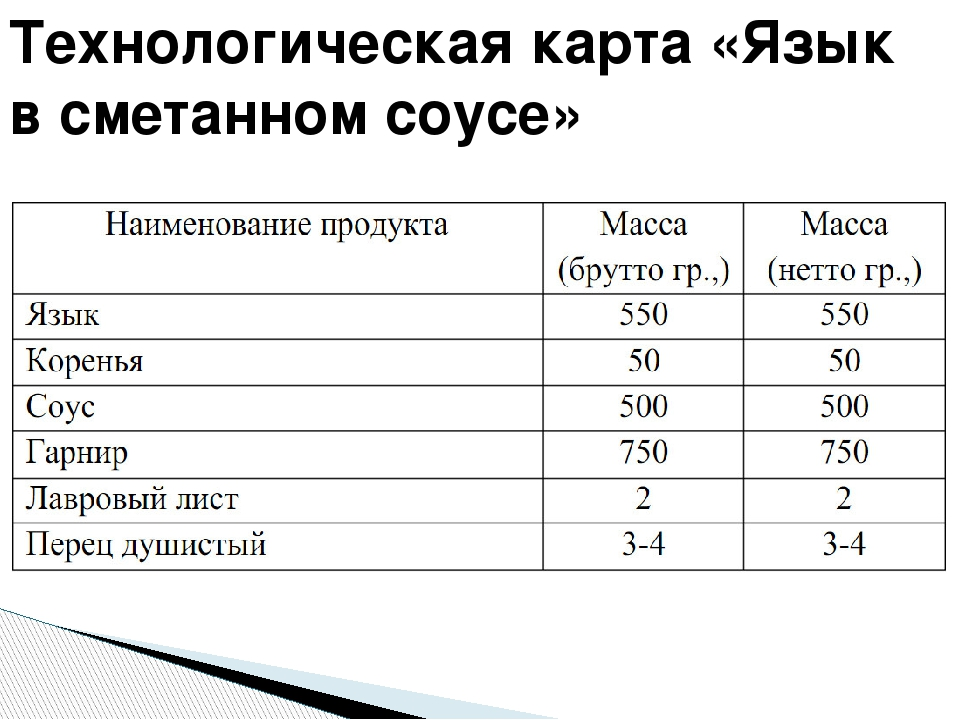 Технологическая карта «Язык
в сметанном соусе»
Наименование продукта Масса Масса
(брутто гр.,) (нетто гр.,)
Язык 550 550
Коренья 50 50
Соус 500 500
Гарнир 750 750
Лавровый лист 2 2
Перец душистый 3-4 3-4